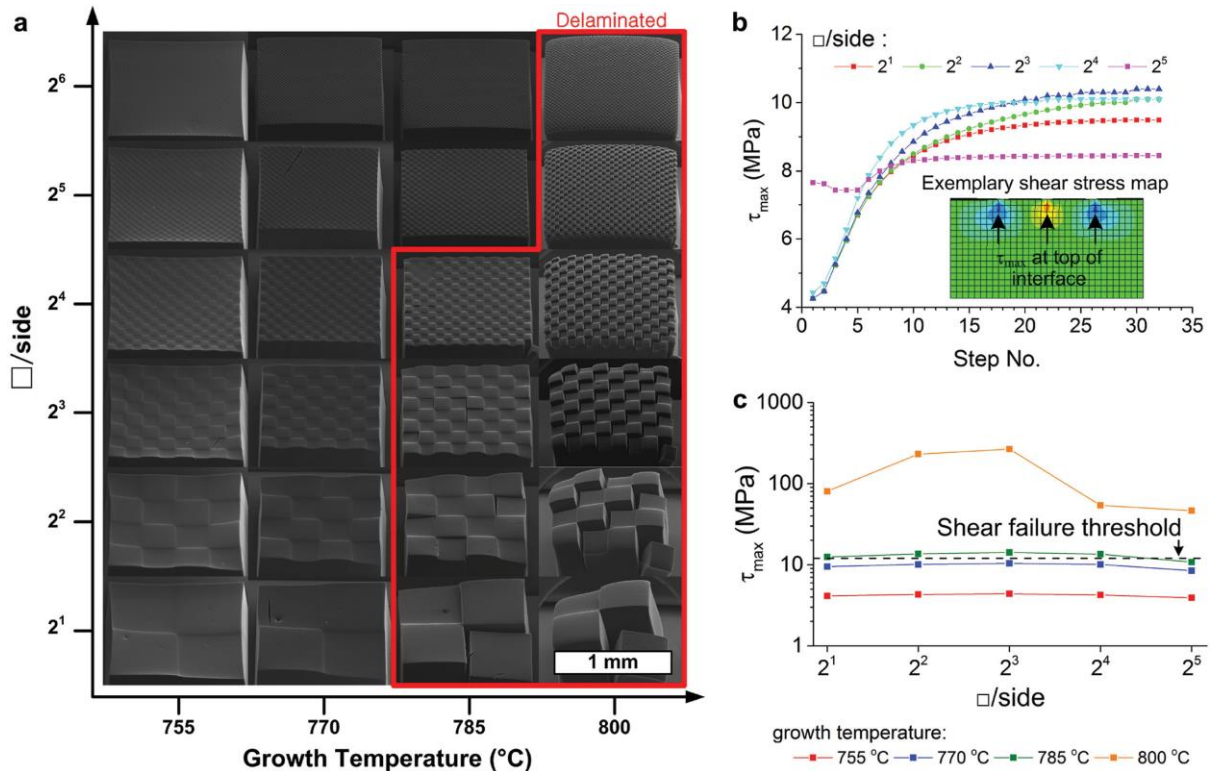 a
Delaminated
2⁶
2⁵
2⁴
2³
2²
2¹
□/side
1 mm
755 770 785 800
Growth Temperature (°C)
b
□/side :
2¹ 2² 2³ 2⁴ 2⁵
10
8
6
4
τmax (MPa)
Exemplary shear stress map
τmax at top of
interface
0 5 10 15 20 25 30 35
Step No.
c
1000
100
10
1
τmax (MPa)
Shear failure threshold
2¹ 2² 2³ 2⁴ 2⁵
□/side
growth temperature:
755 °C 770 °C 785 °C 800 °C